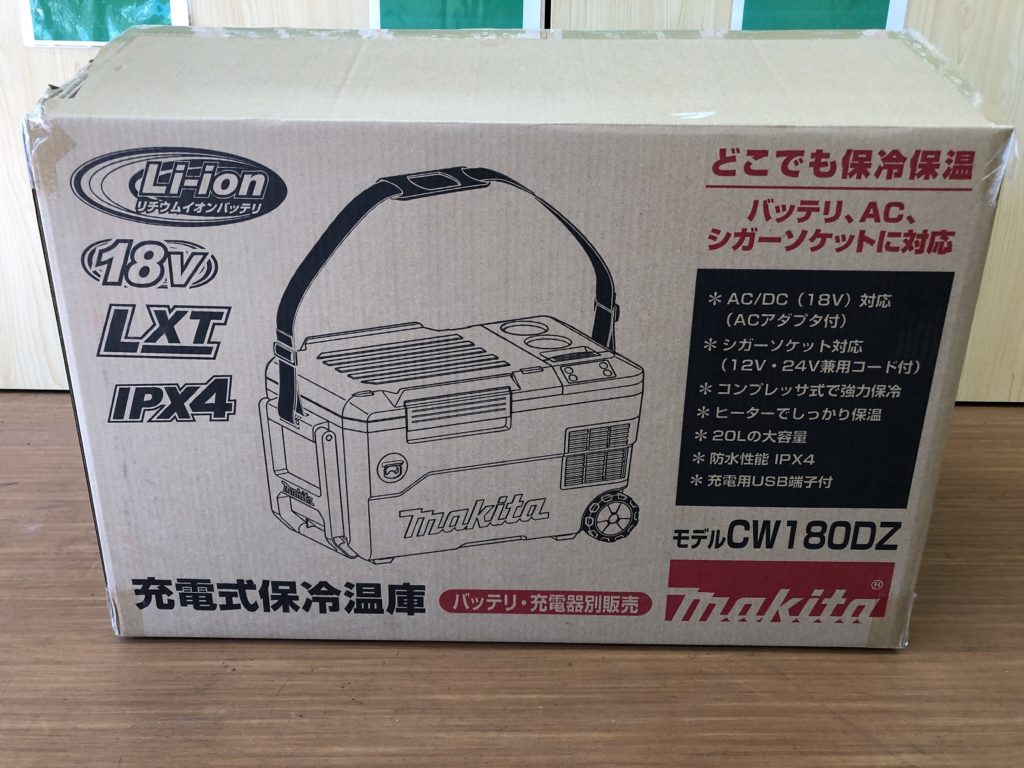 Li-ion
リチウムイオンバッテリ
18V
LXT
IPX4
makita
makita
どこでも保冷保温
バッテリ、AC、
シガーソケットに対応
＊AC/DC（18V）対応
（ACアダプタ付）
＊シガーソケット対応
（12V・24V兼用コード付）
＊コンプレッサ式で強力保冷
＊ヒーターでしっかり保温
＊20Lの大容量
＊防水性能 IPX4
＊充電用USB端子付
モデルCW180DZ
充電式保冷温庫
バッテリ・充電器別販売
makita®